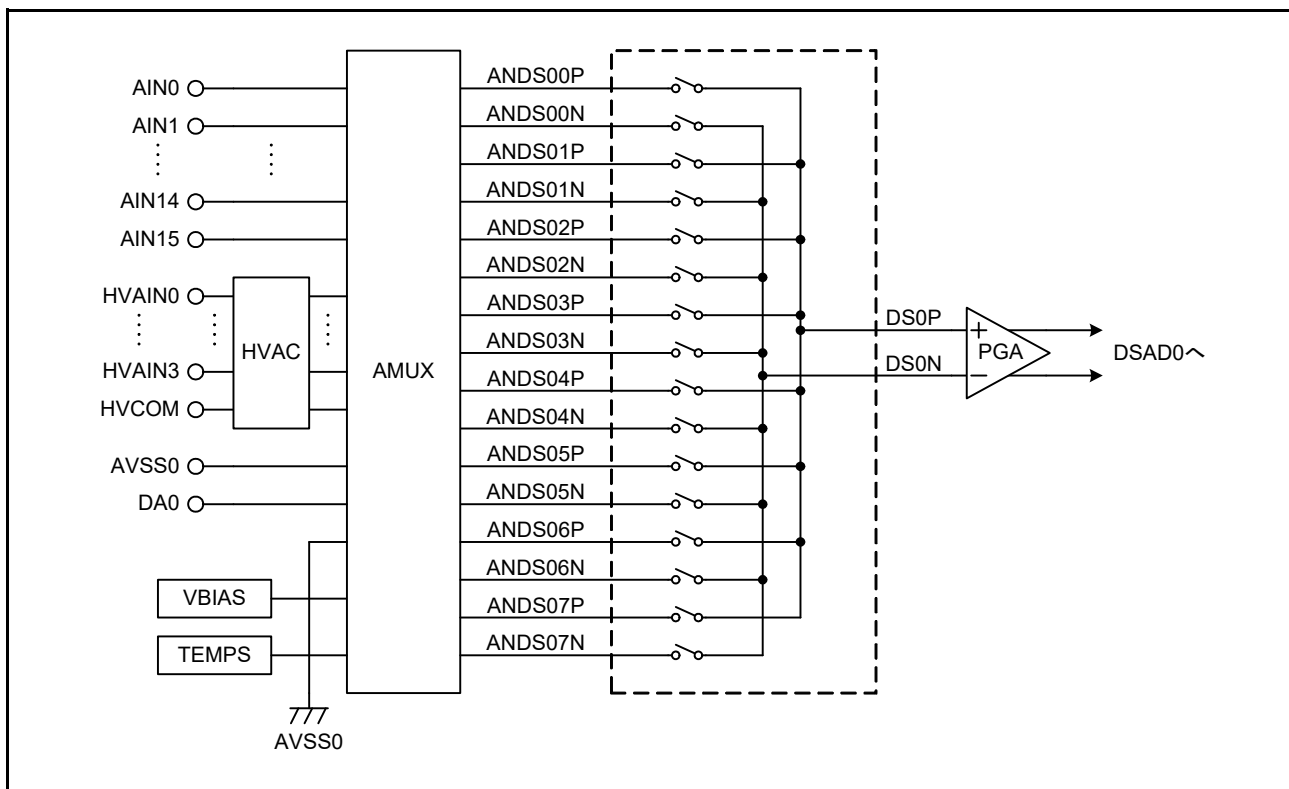 AIN0
AIN1
AIN14
AIN15
HVAIN0
HVAIN3
HVCOM
AVSS0
DA0
VBIAS
TEMPS
AVSS0
HVAC
AMUX
ANDS00P
ANDS00N
ANDS01P
ANDS01N
ANDS02P
ANDS02N
ANDS03P
ANDS03N
ANDS04P
ANDS04N
ANDS05P
ANDS05N
ANDS06P
ANDS06N
ANDS07P
ANDS07N
DS0P
DS0N
+
PGA
−
DSAD0へ